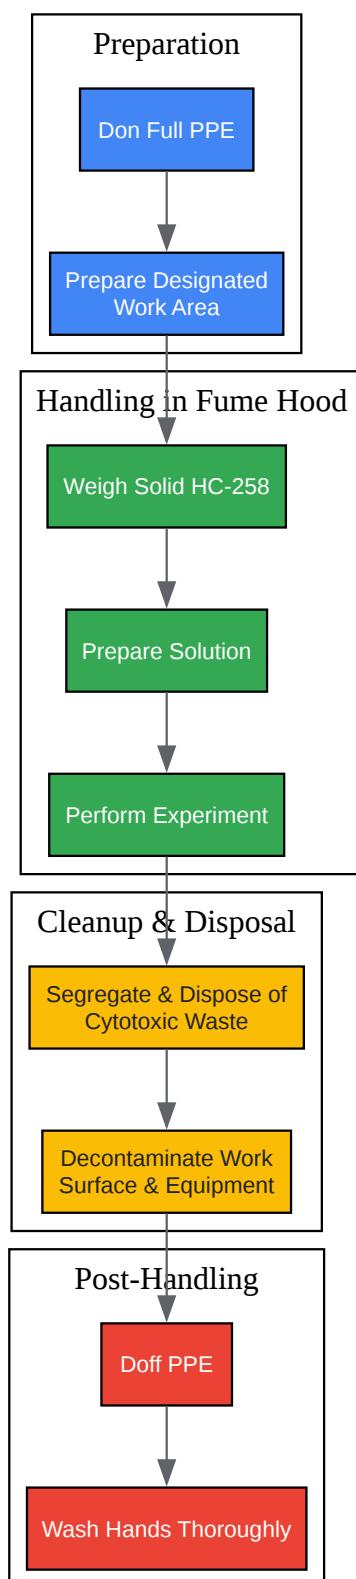 Preparation
Don Full PPE
Prepare Designated
Work Area
Handling in Fume Hood
Weigh Solid HC-258
Prepare Solution
Perform Experiment
Cleanup & Disposal
Segregate & Dispose of
Cytotoxic Waste
Decontaminate Work
Surface & Equipment
Post-Handling
Doff PPE
Wash Hands Thoroughly